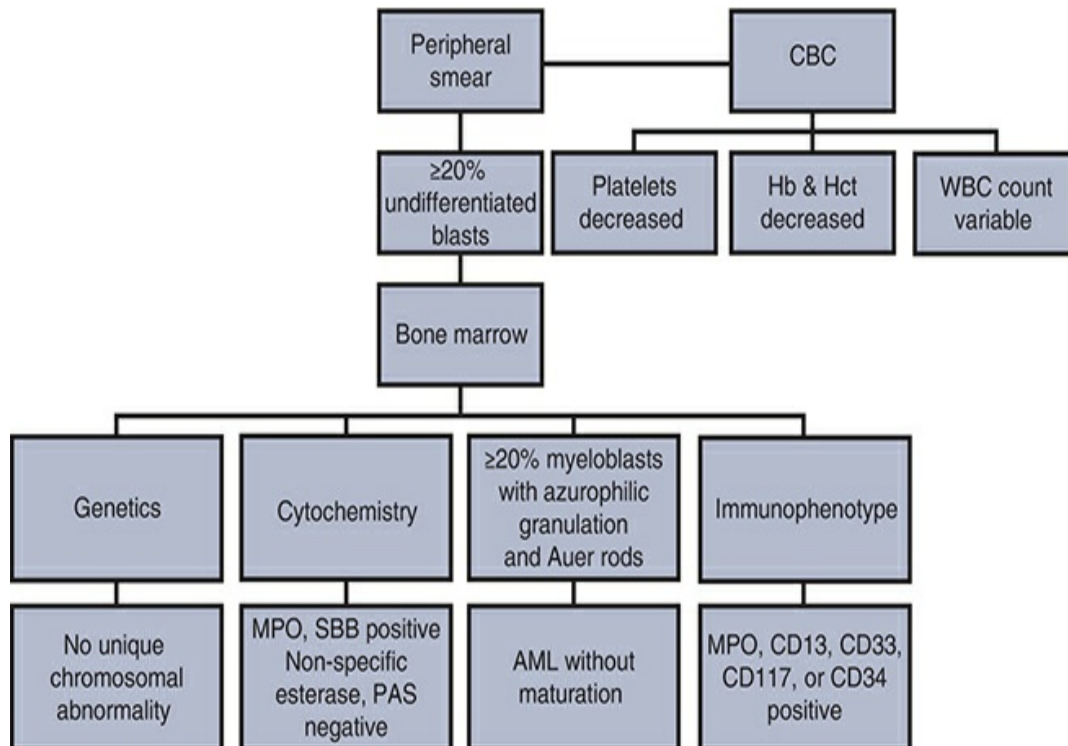 Peripheral
smear
CBC
≥20%
undifferentiated
blasts
Platelets
decreased
Hb & Hct
decreased
WBC count
variable
Bone marrow
Genetics
Cytochemistry
≥20% myeloblasts
with azurophilic
granulation
and Auer rods
Immunophenotype
No unique
chromosomal
abnormality
MPO, SBB positive
Non-specific
esterase, PAS
negative
AML without
maturation
MPO, CD13, CD33,
CD117, or CD34
positive